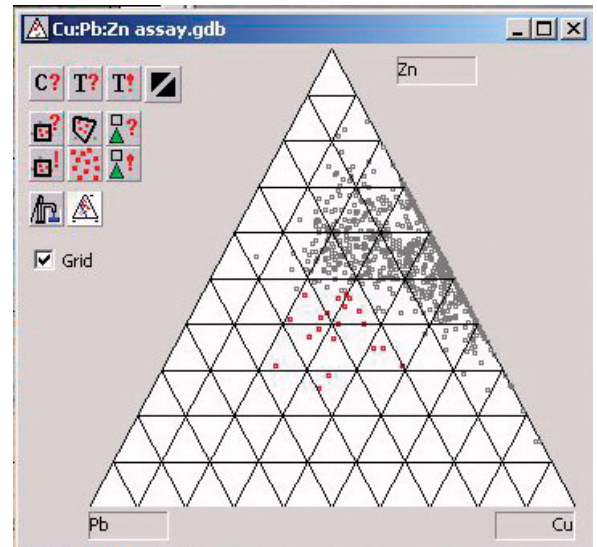 Cu:Pb:Zn assay.gdb
Zn
C? T? T!
? ?
! !
Grid
Pb
Cu